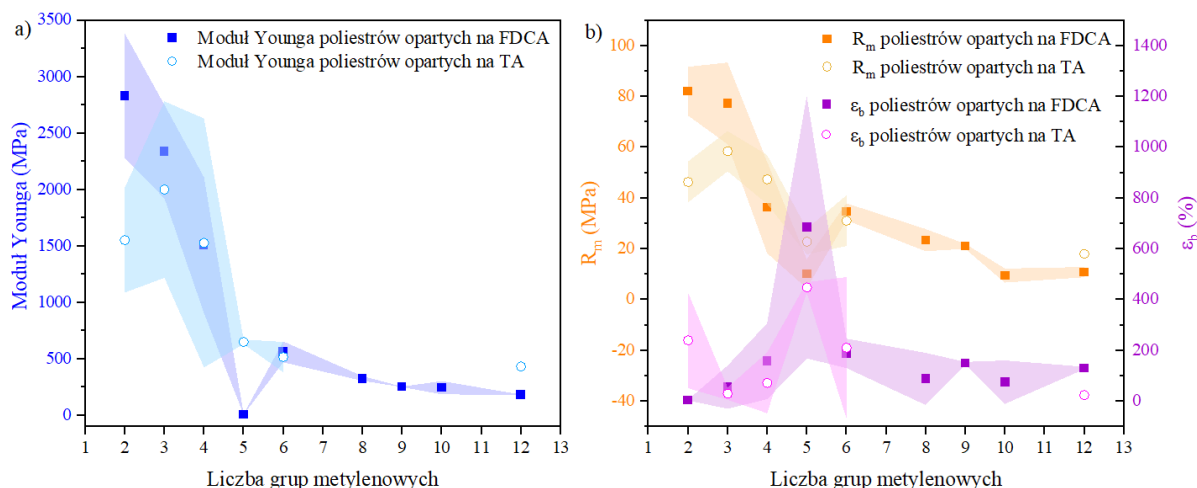 a)
Moduł Younga poliestrów opartych na FDCA
Moduł Younga poliestrów opartych na TA
Moduł Younga (MPa)
3500
3000
2500
2000
1500
1000
500
0
1 2 3 4 5 6 7 8 9 10 11 12 13
Liczba grup metylenowych
b)
Rm poliestrów opartych na FDCA
Rm poliestrów opartych na TA
εb poliestrów opartych na FDCA
εb poliestrów opartych na TA
Rm (MPa)
100
80
60
40
20
0
-20
-40
1400
1200
1000
800
600
400
200
0
εb (%)
1 2 3 4 5 6 7 8 9 10 11 12 13
Liczba grup metylenowych